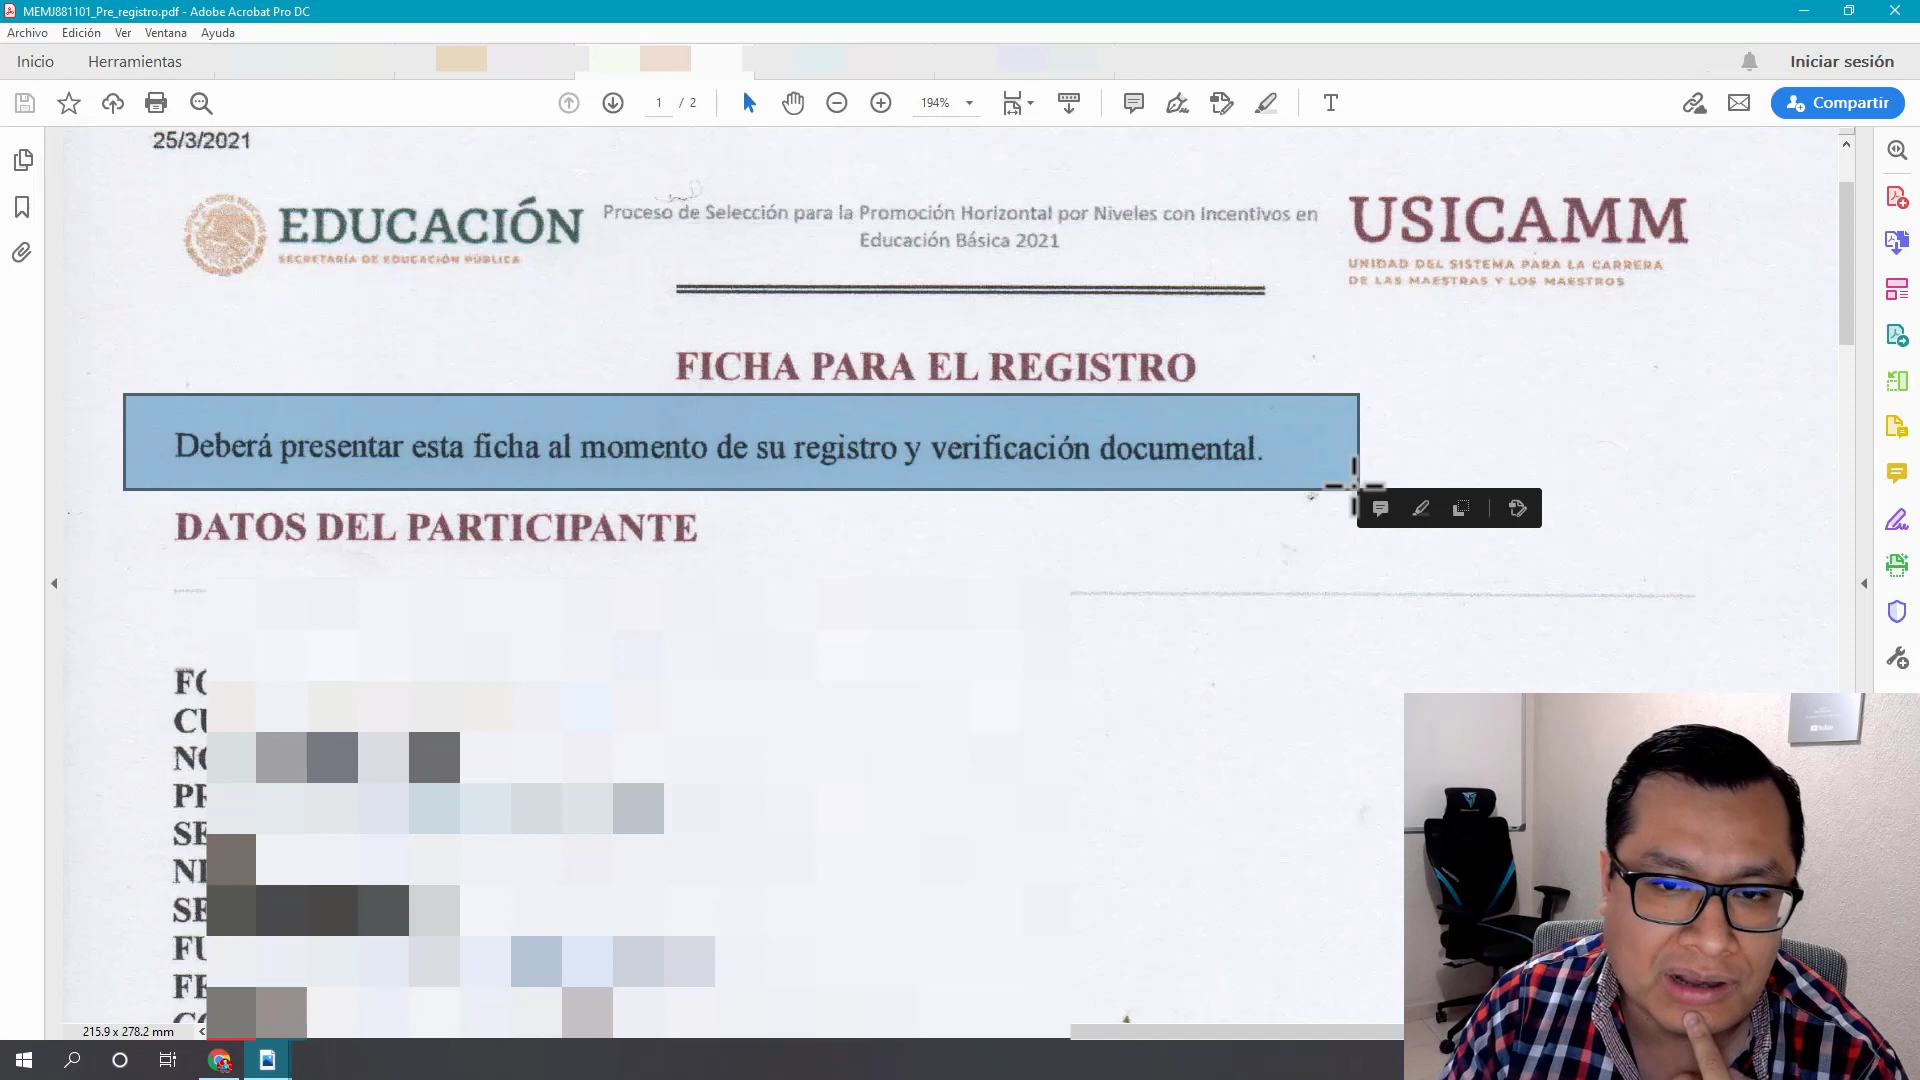 MEMJ881101_Pre_registro.pdf - Adobe Acrobat Pro DC
Archivo Edición Ver Ventana Ayuda
Inicio Herramientas
Iniciar sesión
1 / 2
194%
Compartir
25/3/2021
EDUCACIÓN
SECRETARÍA DE EDUCACIÓN PÚBLICA
Proceso de Selección para la Promoción Horizontal por Niveles con Incentivos en
Educación Básica 2021
USICAMM
UNIDAD DEL SISTEMA PARA LA CARRERA
DE LAS MAESTRAS Y LOS MAESTROS
FICHA PARA EL REGISTRO
Deberá presentar esta ficha al momento de su registro y verificación documental.
DATOS DEL PARTICIPANTE
215.9 x 278.2 mm